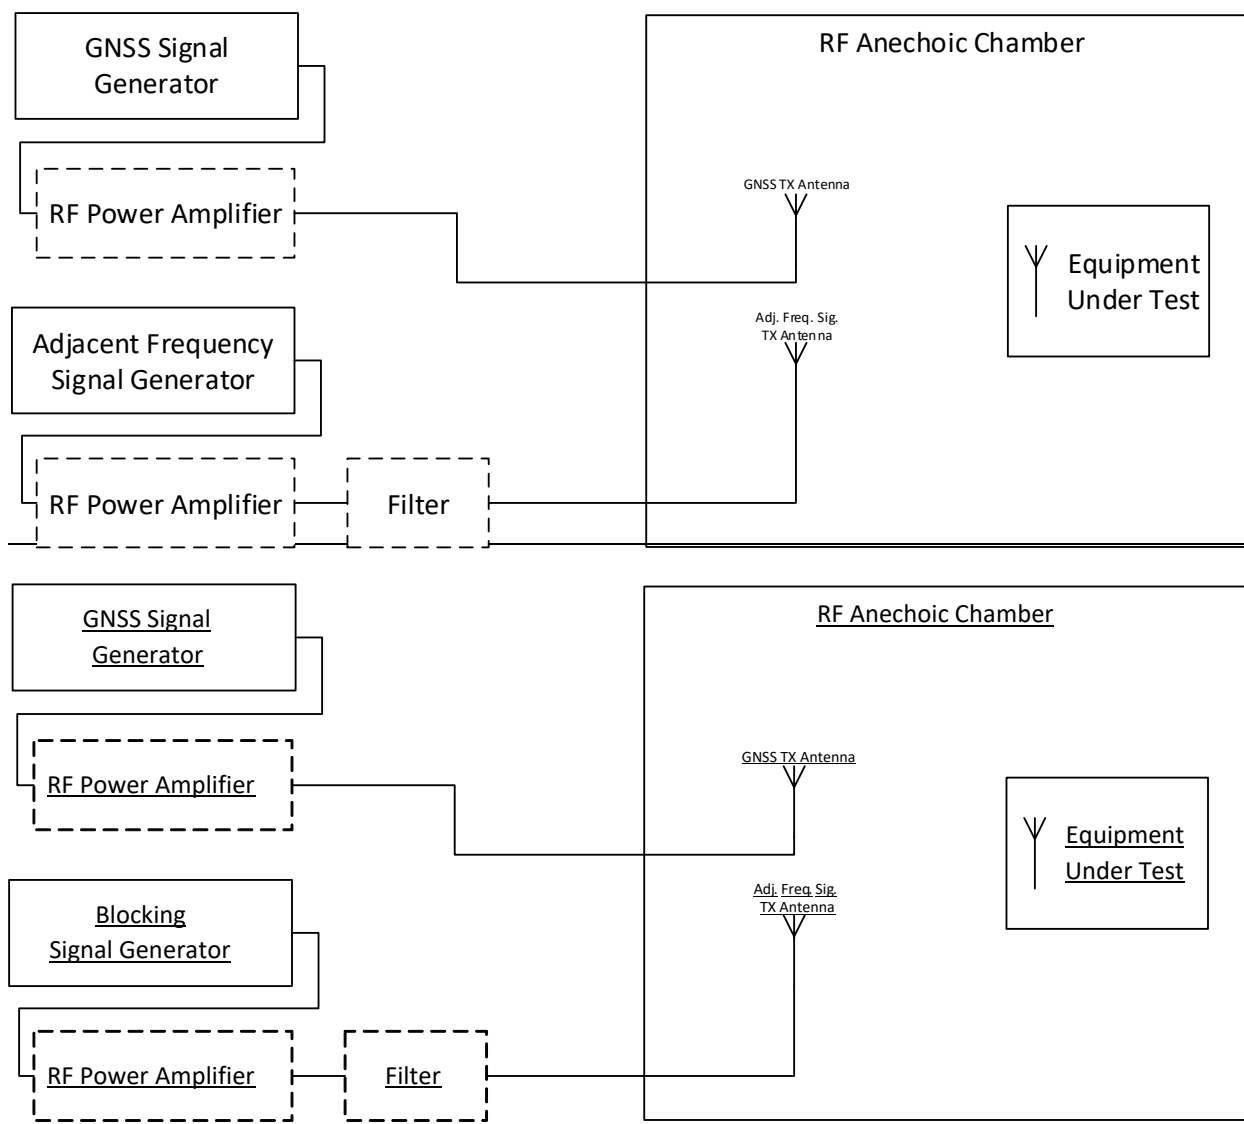 GNSS Signal
Generator
RF Anechoic Chamber
RF Power Amplifier
GNSS TX Antenna
Equipment
Under Test
Adjacent Frequency
Signal Generator
Adj. Freq. Sig.
TX Antenna
RF Power Amplifier
Filter
GNSS Signal
Generator
RF Anechoic Chamber
RF Power Amplifier
GNSS TX Antenna
Equipment
Under Test
Blocking
Signal Generator
Adj. Freq. Sig.
TX Antenna
RF Power Amplifier
Filter